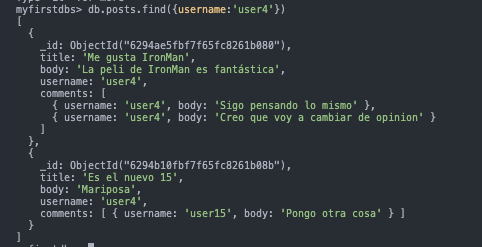 myfirstdbs> db.posts.find({username:'user4'})
[
  {
    _id: ObjectId("6294ae5fbf7f65fc8261b080"),
    title: 'Me gusta IronMan',
    body: 'La peli de IronMan es fantástica',
    username: 'user4',
    comments: [
      { username: 'user4', body: 'Sigo pensando lo mismo' },
      { username: 'user4', body: 'Creo que voy a cambiar de opinion' }
    ]
  },
  {
    _id: ObjectId("6294b10fbf7f65fc8261b08b"),
    title: 'Es el nuevo 15',
    body: 'Mariposa',
    username: 'user4',
    comments: [ { username: 'user15', body: 'Pongo otra cosa' } ]
  }
]